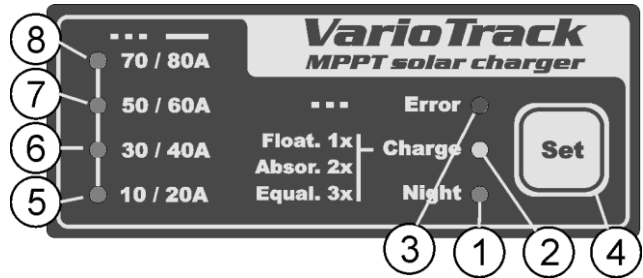 VarioTrack
MPPT solar charger
8
70 / 80A
7
50 / 60A
6
30 / 40A
5
10 / 20A
Error
Float. 1x
Absor. 2x
Equal. 3x
Charge
Night
Set
3
1
2
4